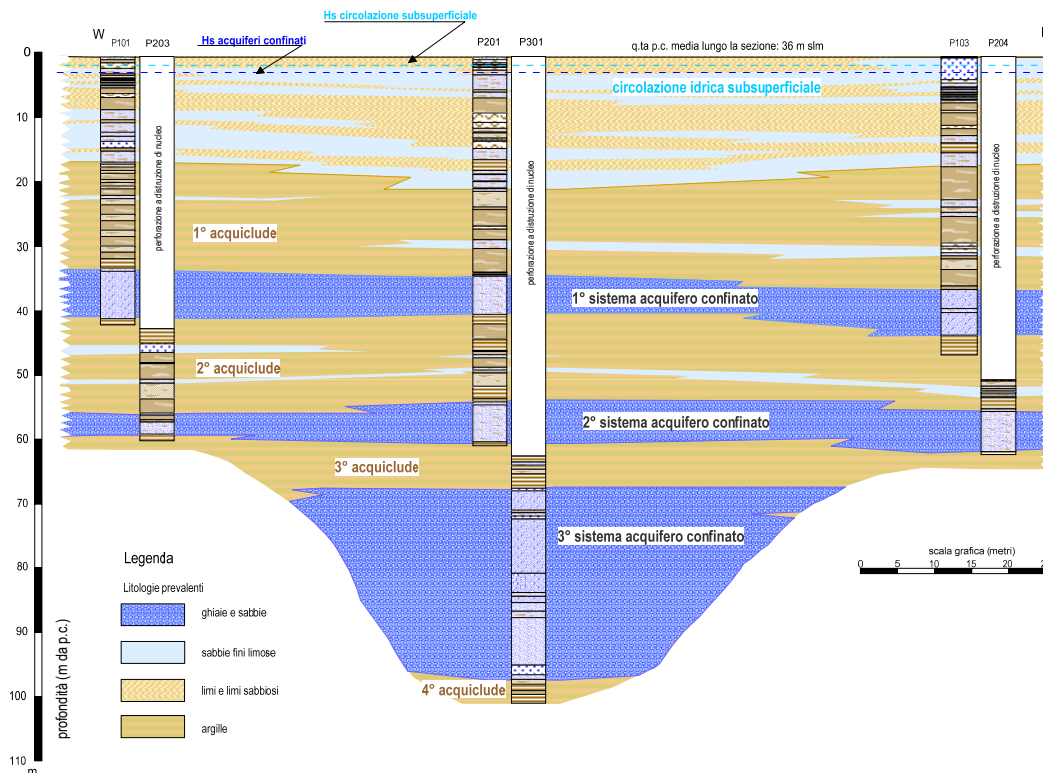 Hs circolazione subsuperficiale
W
P101
P203
Hs acquiferi confinati
P201
P301
q.ta p.c. media lungo la sezione: 36 m slm
P103
P204
0
circolazione idrica subsuperficiale
10
perforazione a distruzione di nucleo
perforazione a distruzione di nucleo
perforazione a distruzione di nucleo
20
1° acquiclude
30
1° sistema acquifero confinato
40
2° acquiclude
50
2° sistema acquifero confinato
60
3° acquiclude
70
3° sistema acquifero confinato
80
Legenda
Litologie prevalenti
ghiaie e sabbie
sabbie fini limose
limi e limi sabbiosi
argille
scala grafica (metri)
0 5 10 15 20
90
4° acquiclude
100
profondità (m da p.c.)
110
m